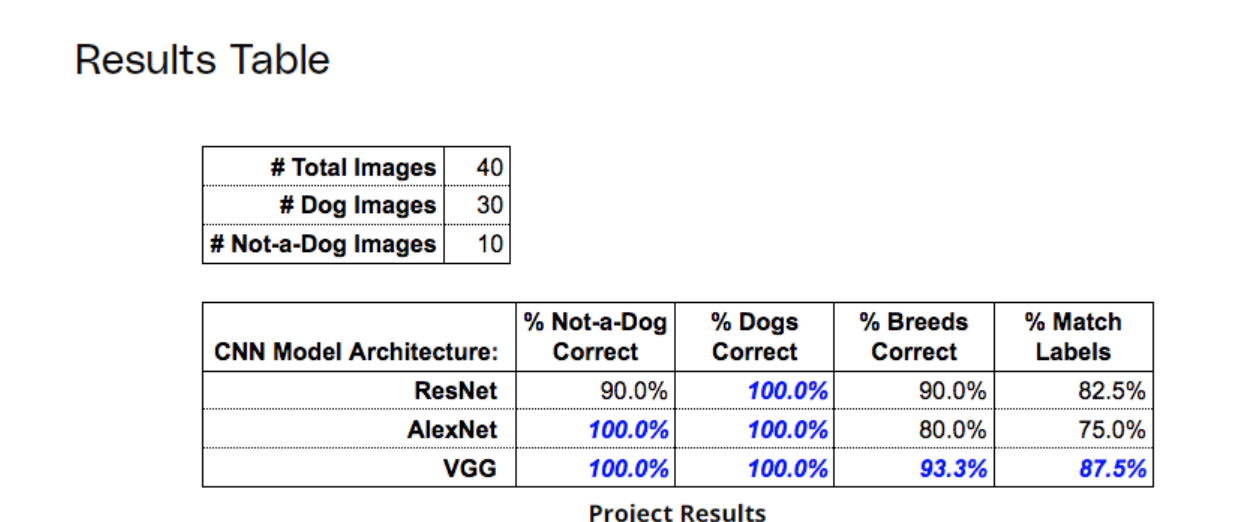 Results Table
# Total Images 40
# Dog Images 30
# Not-a-Dog Images 10
CNN Model Architecture: % Not-a-Dog Correct % Dogs Correct % Breeds Correct % Match Labels
ResNet 90.0% 100.0% 90.0% 82.5%
AlexNet 100.0% 100.0% 80.0% 75.0%
VGG 100.0% 100.0% 93.3% 87.5%
Project Results